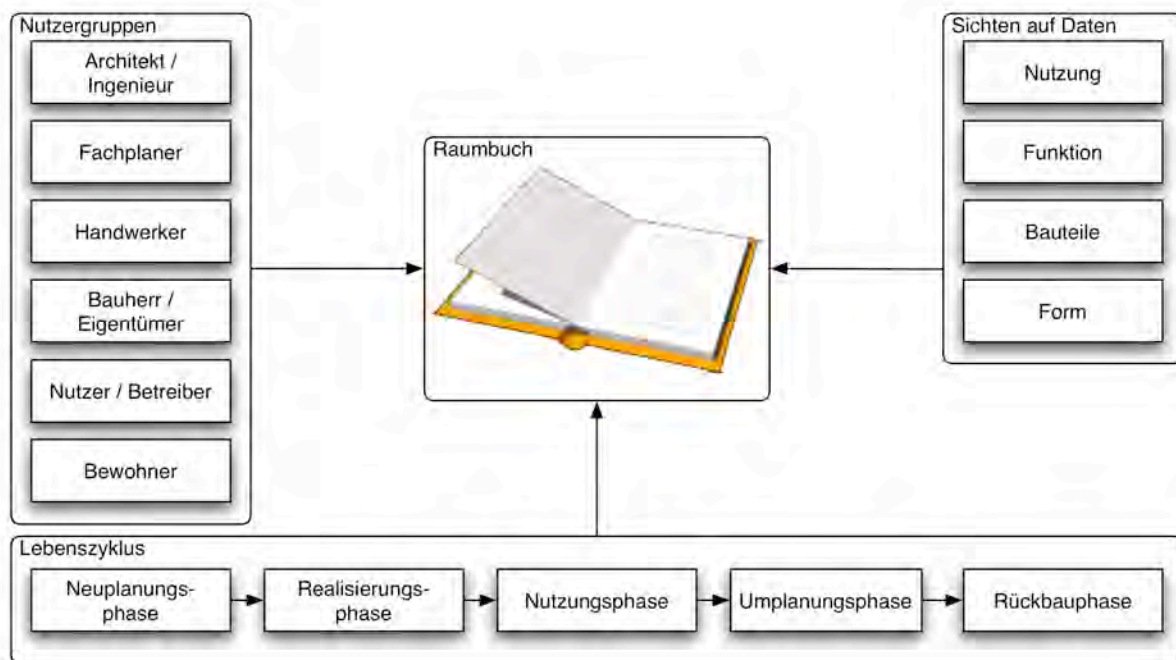 Nutzergruppen
Architekt /
Ingenieur
Fachplaner
Handwerker
Bauherr /
Eigentümer
Nutzer / Betreiber
Bewohner
Raumbuch
Sichten auf Daten
Nutzung
Funktion
Bauteile
Form
Lebenszyklus
Neuplanungs-
phase
Realisierungs-
phase
Nutzungsphase
Umplanungsphase
Rückbauphase